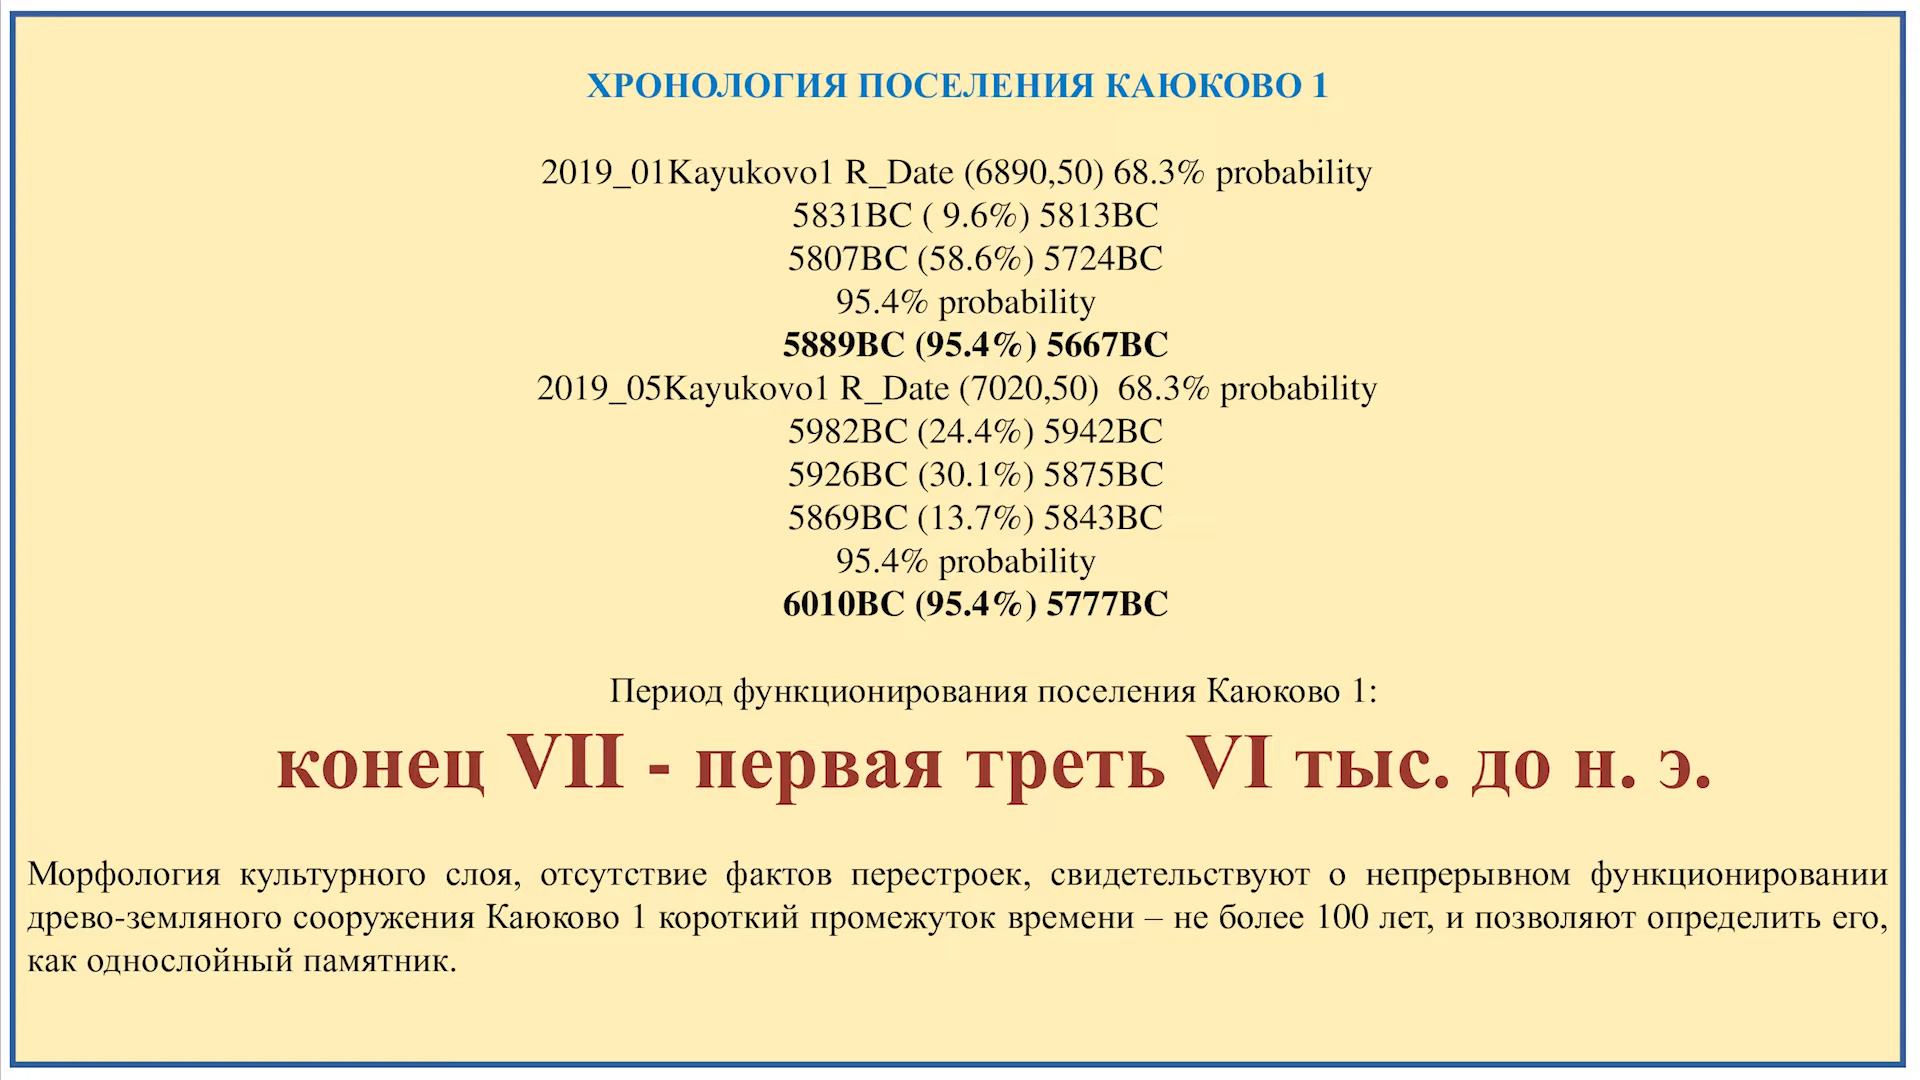 ХРОНОЛОГИЯ ПОСЕЛЕНИЯ КАЮКОВО 1
2019_01Kayukovo1 R_Date (6890,50) 68.3% probability
5831BC ( 9.6%) 5813BC
5807BC (58.6%) 5724BC
95.4% probability
5889BC (95.4%) 5667BC
2019_05Kayukovo1 R_Date (7020,50)  68.3% probability
5982BC (24.4%) 5942BC
5926BC (30.1%) 5875BC
5869BC (13.7%) 5843BC
95.4% probability
6010BC (95.4%) 5777BC
Период функционирования поселения Каюково 1:
конец VII - первая треть VI тыс. до н. э.
Морфология культурного слоя, отсутствие фактов перестроек, свидетельствуют о непрерывном функционировании
древо-земляного сооружения Каюково 1 короткий промежуток времени – не более 100 лет, и позволяют определить его,
как однослойный памятник.